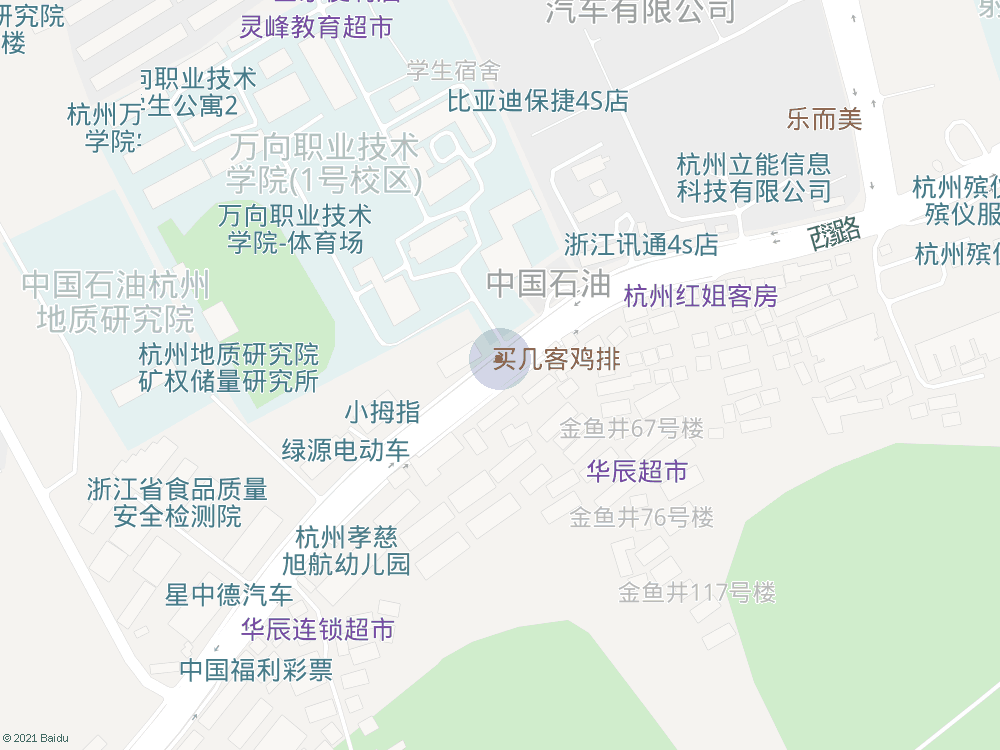 汽车有限公司
研究院
楼
灵峰教育超市
学生宿舍
向职业技术
学生公寓2
杭州万
学院
比亚迪保捷4S店
乐而美
万向职业技术
学院(1号校区)
杭州立能信息
科技有限公司
杭州殡仪
殡仪服
万向职业技术
学院-体育场
西溪路
浙江讯通4s店
杭州殡仪
中国石油杭州
地质研究院
中国石油
杭州红姐客房
杭州地质研究院
矿权储量研究所
买几客鸡排
小拇指
金鱼井67号楼
绿源电动车
华辰超市
浙江省食品质量
安全检测院
金鱼井76号楼
杭州孝慈
旭航幼儿园
星中德汽车
金鱼井117号楼
华辰连锁超市
中国福利彩票
© 2021 Baidu